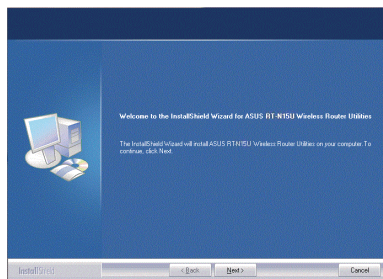 Welcome to the InstallShield Wizard for ASUS RT-N15U Wireless Router Utilities
The InstallShield Wizard will install ASUS RT-N15U Wireless Router Utilities on your computer. To
continue, click Next.
InstallShield
< Back
Next >
Cancel